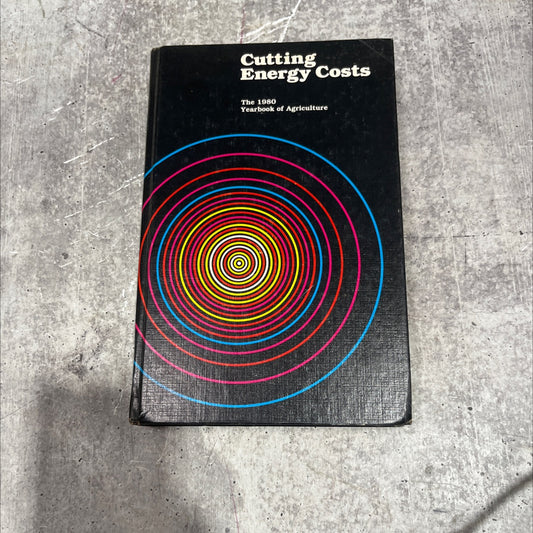 Cutting
Energy Costs
The 1980
Yearbook of Agriculture